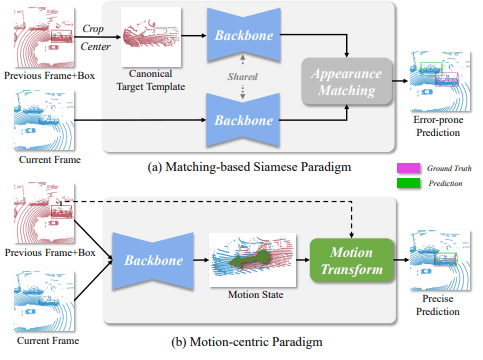 Crop
Center
Backbone
Previous Frame+Box
Canonical
Target Template
Shared
Appearance
Matching
Error-prone
Prediction
Backbone
Current Frame
(a) Matching-based Siamese Paradigm
Ground Truth
Prediction
Previous Frame+Box
Backbone
Motion State
Motion
Transform
Precise
Prediction
Current Frame
(b) Motion-centric Paradigm